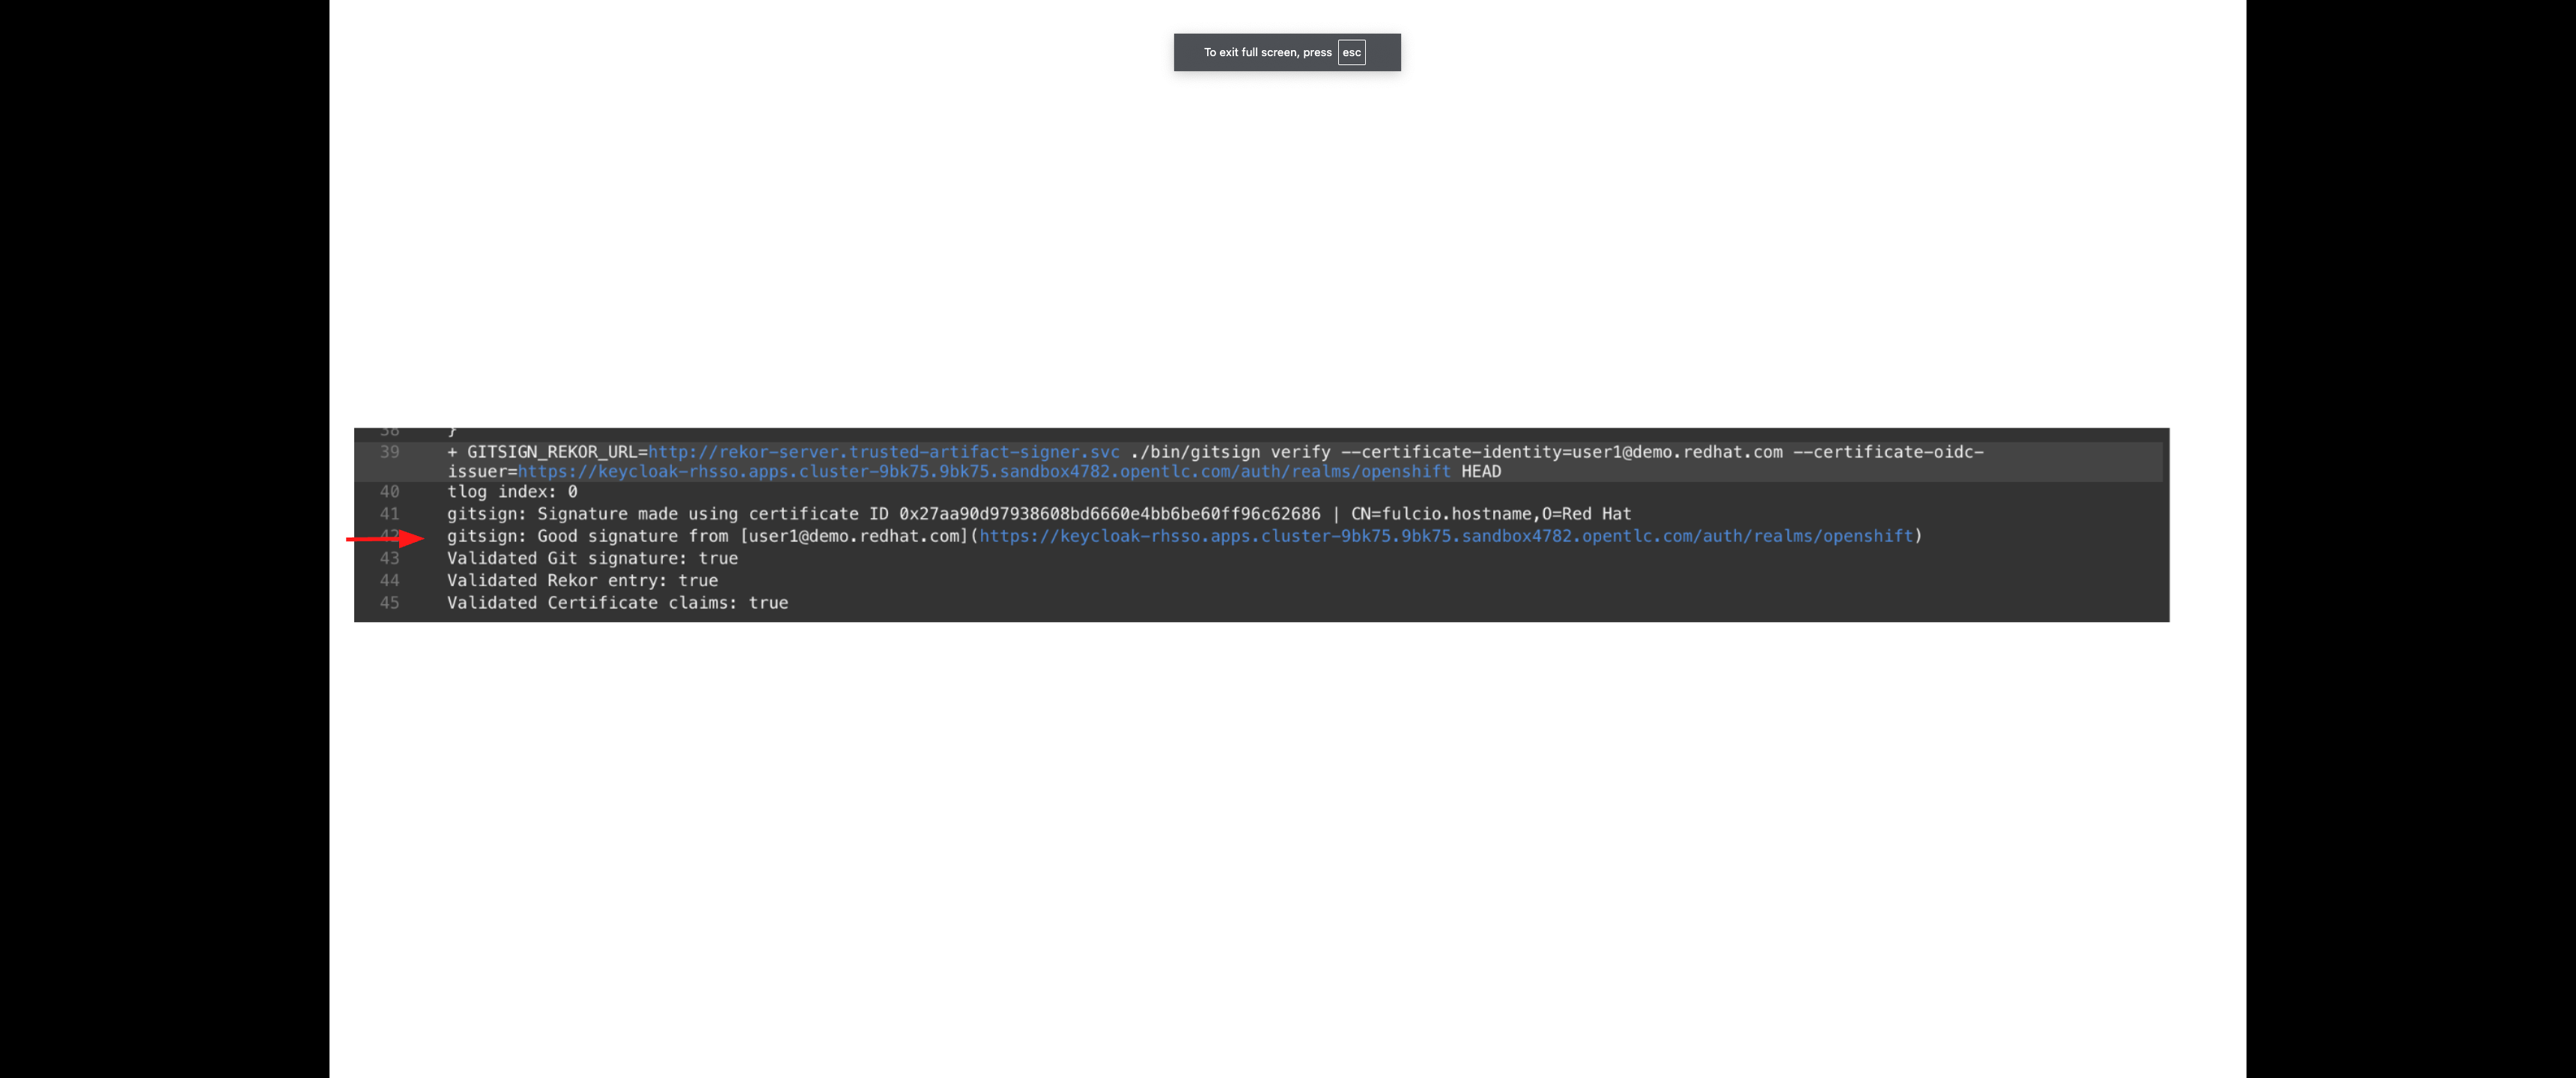 To exit full screen, press esc
38 }
39 + GITSIGN_REKOR_URL=http://rekor-server.trusted-artifact-signer.svc ./bin/gitsign verify --certificate-identity=user1@demo.redhat.com --certificate-oidc-
issuer=https://keycloak-rhsso.apps.cluster-9bk75.9bk75.sandbox4782.opentlc.com/auth/realms/openshift HEAD
40 tlog index: 0
41 gitsign: Signature made using certificate ID 0x27aa90d97938608bd6660e4bb6be60ff96c62686 | CN=fulcio.hostname,O=Red Hat
42 gitsign: Good signature from [user1@demo.redhat.com](https://keycloak-rhsso.apps.cluster-9bk75.9bk75.sandbox4782.opentlc.com/auth/realms/openshift)
43 Validated Git signature: true
44 Validated Rekor entry: true
45 Validated Certificate claims: true